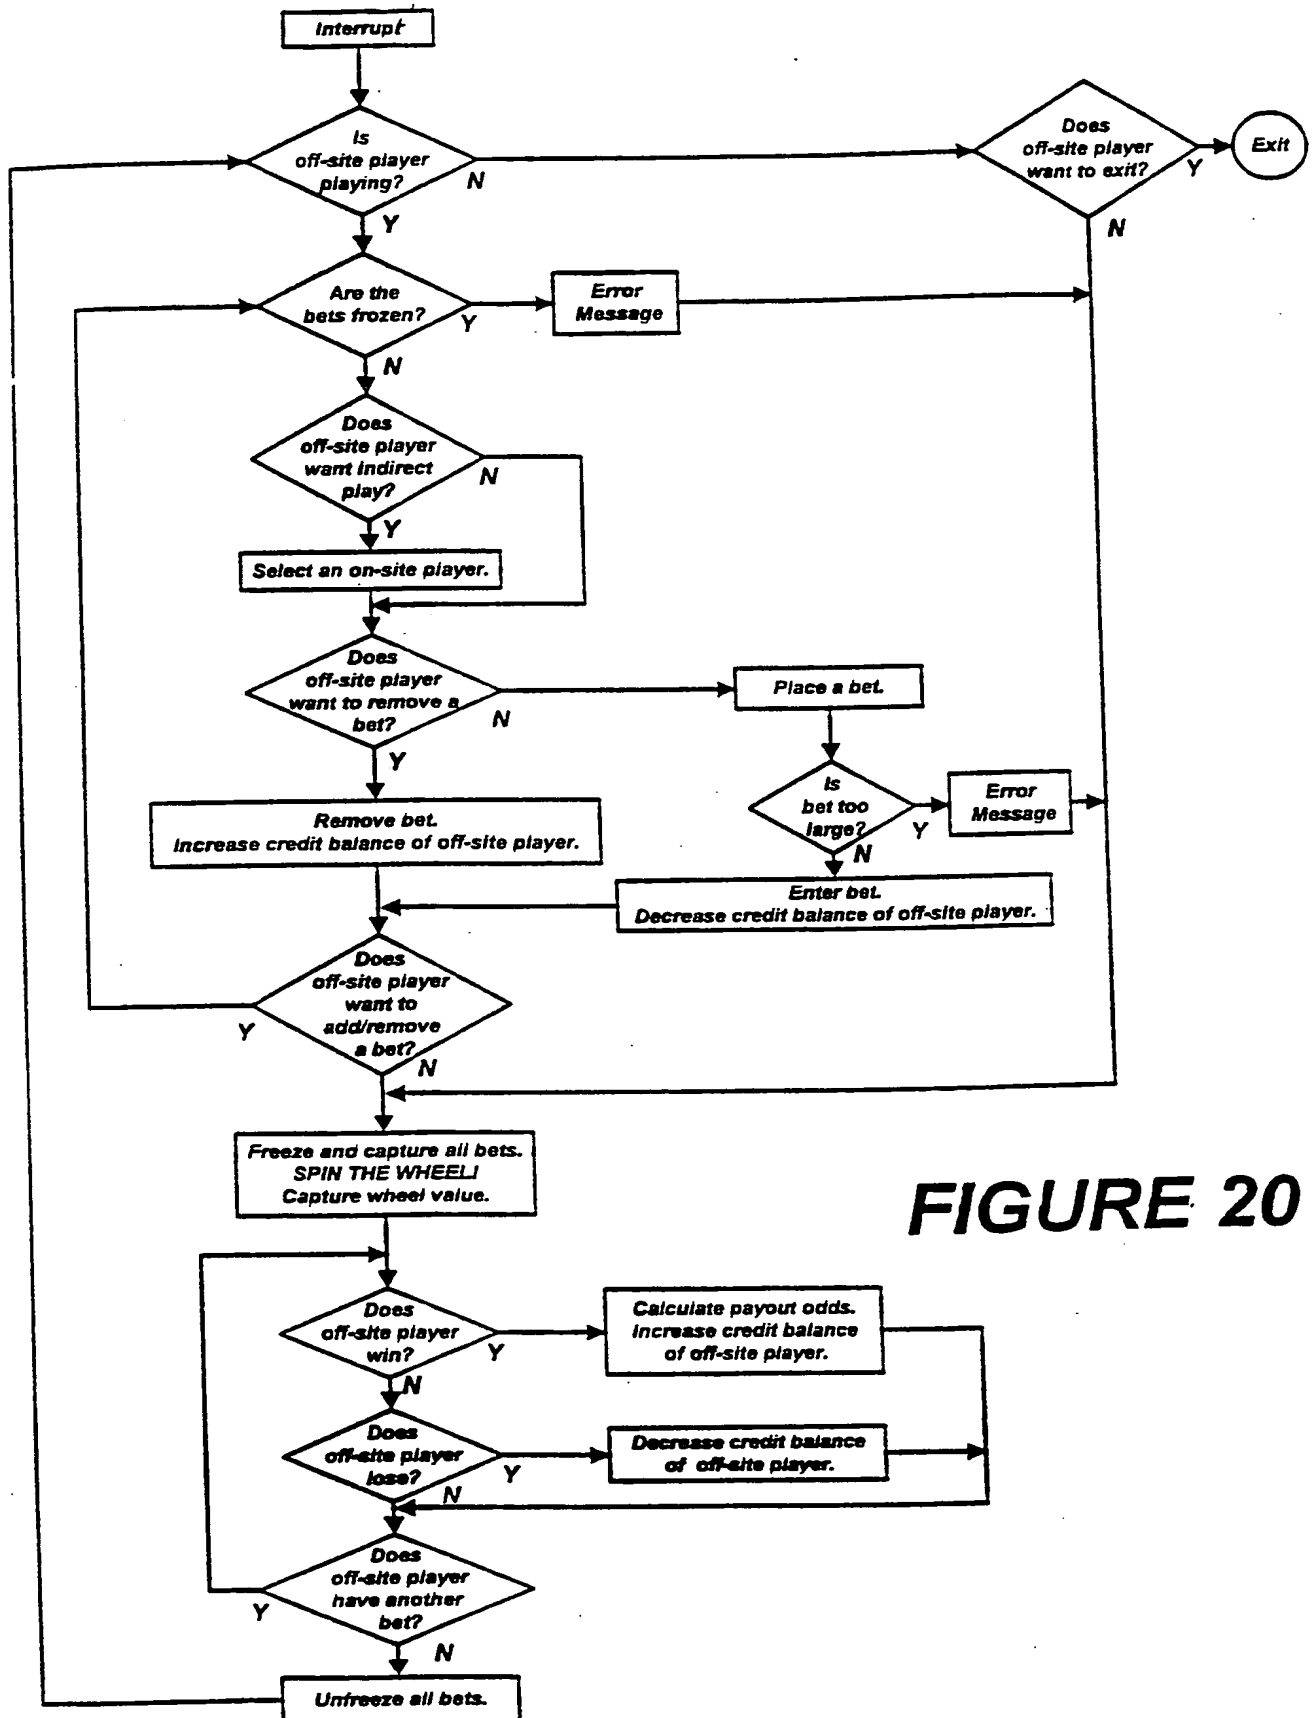 Interrupt
Is
off-site player
playing?
N
Y
Does
off-site player
want to exit?
Y
N
Exit
Are the
bets frozen?
Y
N
Error
Message
Does
off-site player
want indirect
play?
N
Y
Select an on-site player.
Does
off-site player
want to remove a
bet?
N
Y
Place a bet.
Is
bet too
large?
Y
N
Error
Message
Remove bet.
Increase credit balance of off-site player.
Enter bet.
Decrease credit balance of off-site player.
Does
off-site player
want to
add/remove
a bet?
Y
N
Freeze and capture all bets.
SPIN THE WHEEL!
Capture wheel value.
FIGURE 20
Does
off-site player
win?
Y
N
Calculate payout odds.
Increase credit balance
of off-site player.
Does
off-site player
lose?
Y
N
Decrease credit balance
of off-site player.
Does
off-site player
have another
bet?
Y
N
Unfreeze all bets.